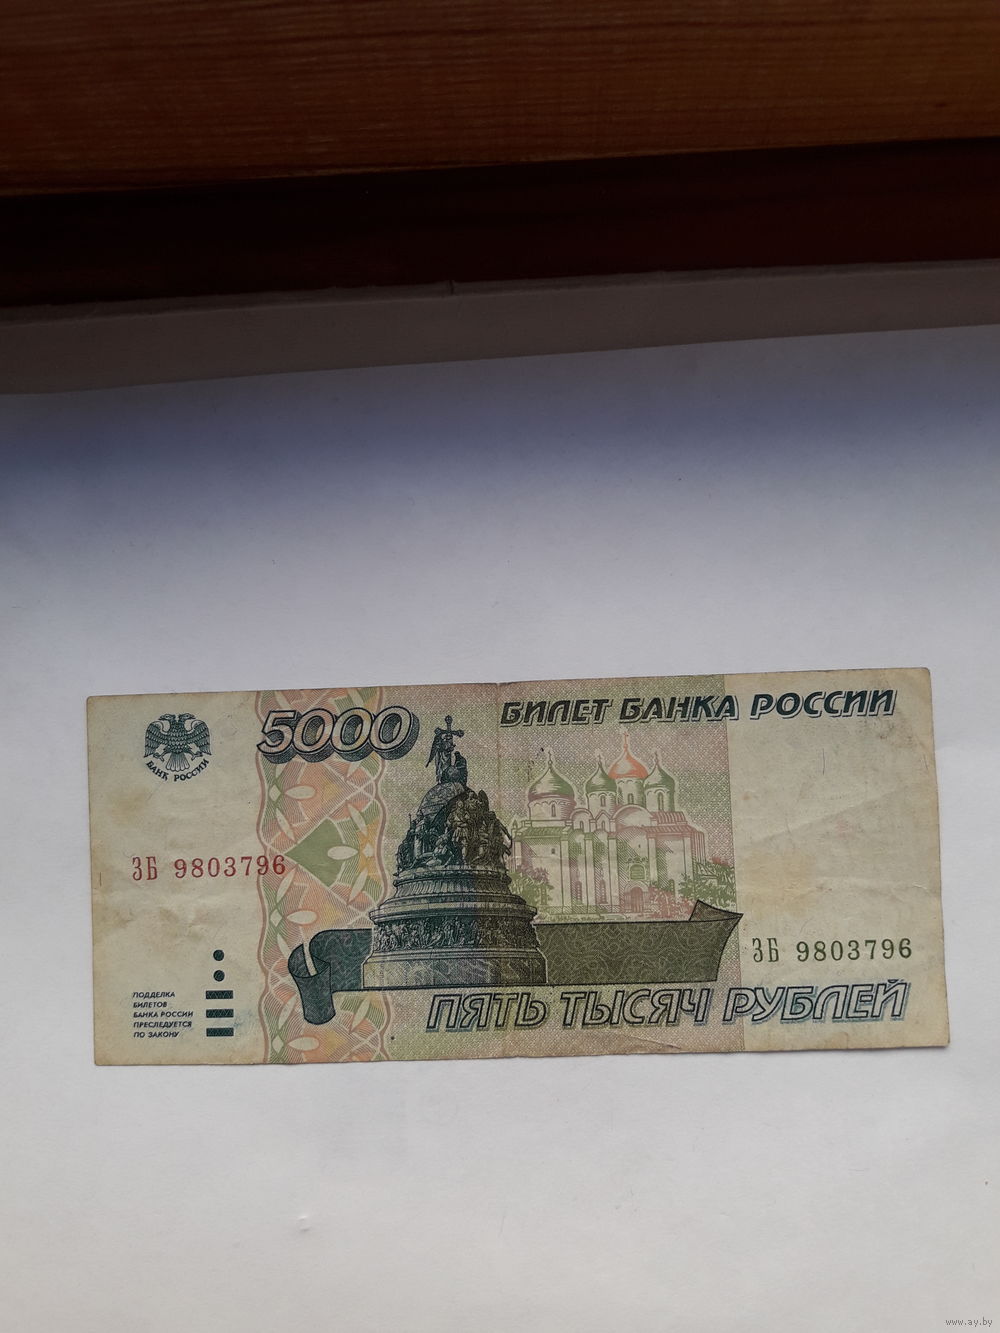 5000
БИЛЕТ БАНКА РОССИИ
БАНК РОССИИ
ЗБ 9803796
ЗБ 9803796
ПОДДЕЛКА
БИЛЕТОВ
БАНКА РОССИИ
ПРЕСЛЕДУЕТСЯ
ПО ЗАКОНУ
ПЯТЬ ТЫСЯЧ РУБЛЕЙ
www.ay.by